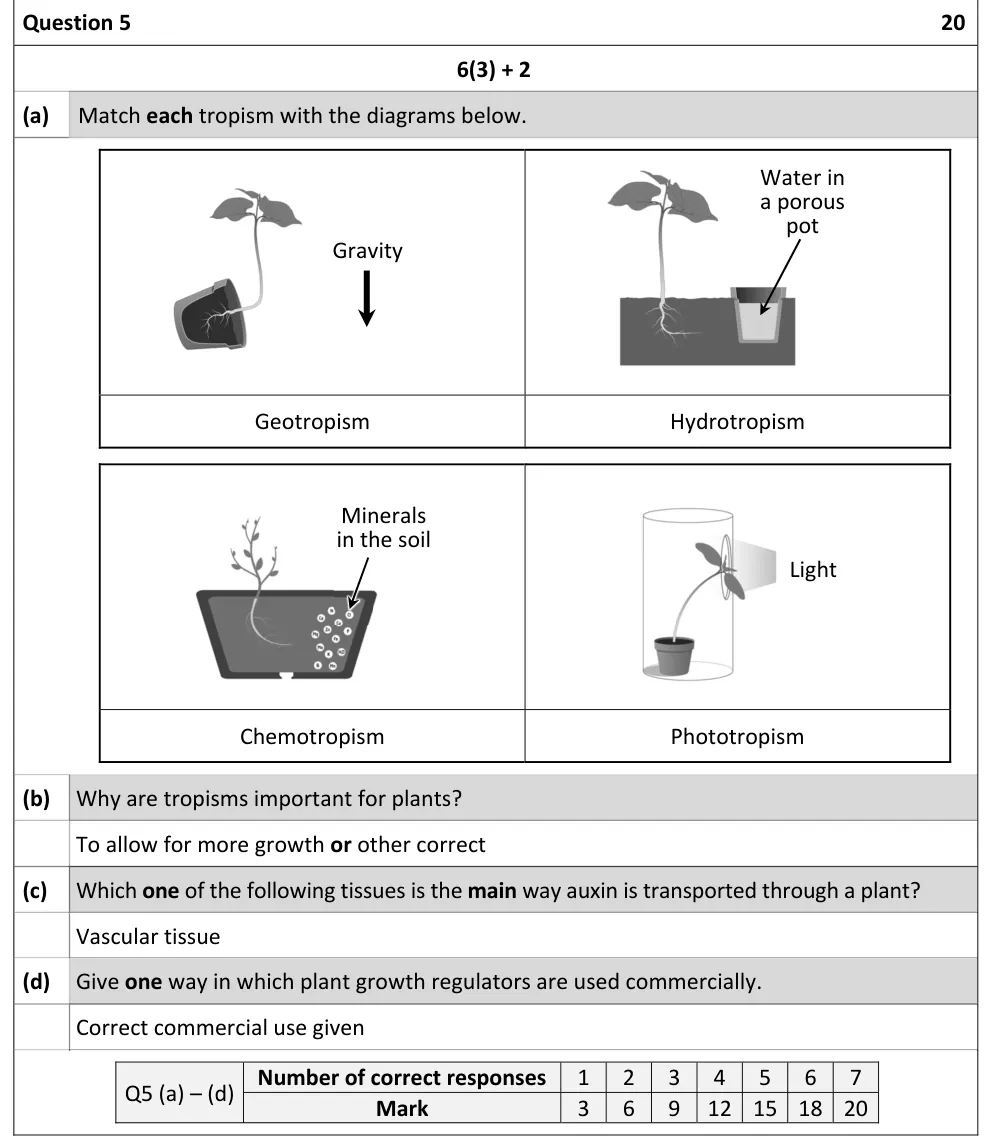 Question 5 20
6(3) + 2
(a) Match each tropism with the diagrams below.
Gravity
Water in
a porous
pot
Geotropism Hydrotropism
Minerals
in the soil
Light
Chemotropism Phototropism
(b) Why are tropisms important for plants?
To allow for more growth or other correct
(c) Which one of the following tissues is the main way auxin is transported through a plant?
Vascular tissue
(d) Give one way in which plant growth regulators are used commercially.
Correct commercial use given
Q5 (a) – (d) Number of correct responses 1 2 3 4 5 6 7
Mark 3 6 9 12 15 18 20